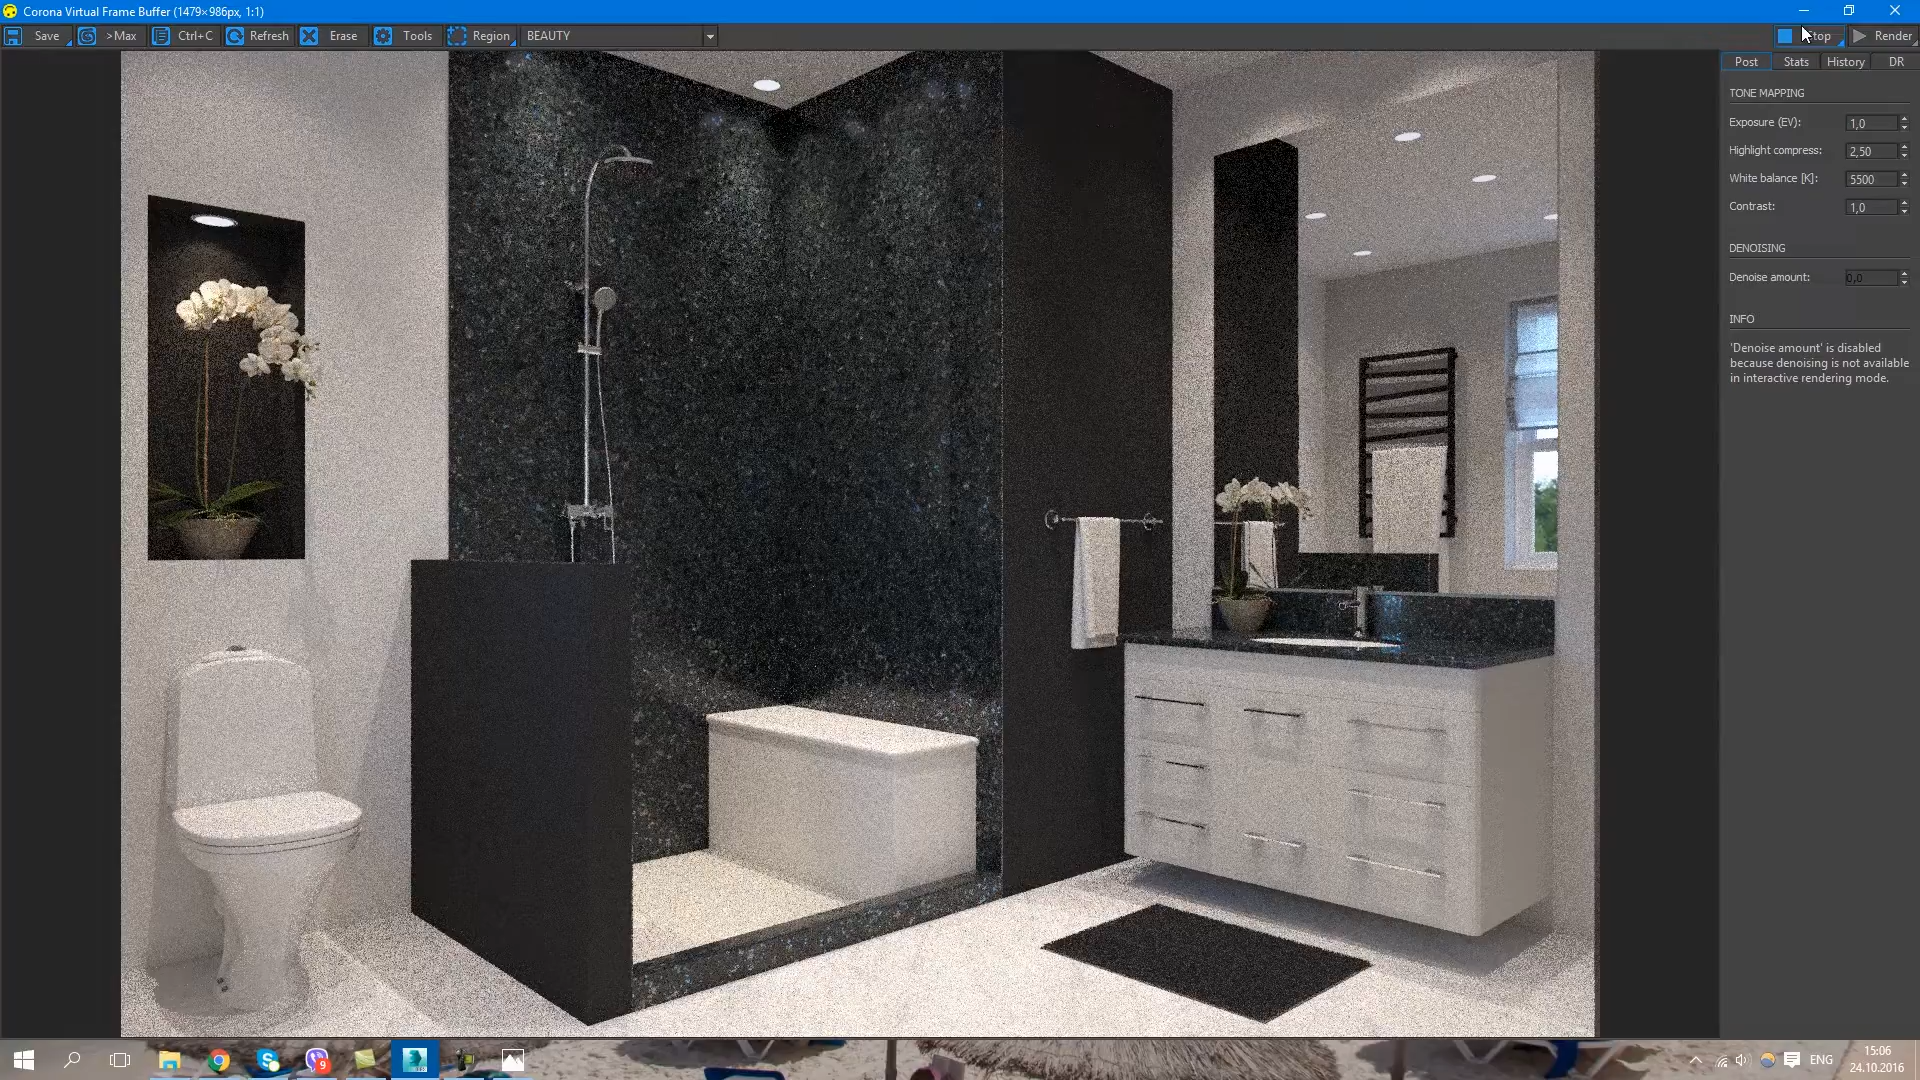 Corona Virtual Frame Buffer (1479×986px, 1:1)
Save >Max Ctrl+C Refresh Erase Tools Region BEAUTY top Render
Post Stats History DR
TONE MAPPING
Exposure (EV): 1,0
Highlight compress: 2,50
White balance [K]: 5500
Contrast: 1,0
DENOISING
Denoise amount: 0,0
INFO
'Denoise amount' is disabled
because denoising is not available
in interactive rendering mode.
9
ENG
15:06
24.10.2016